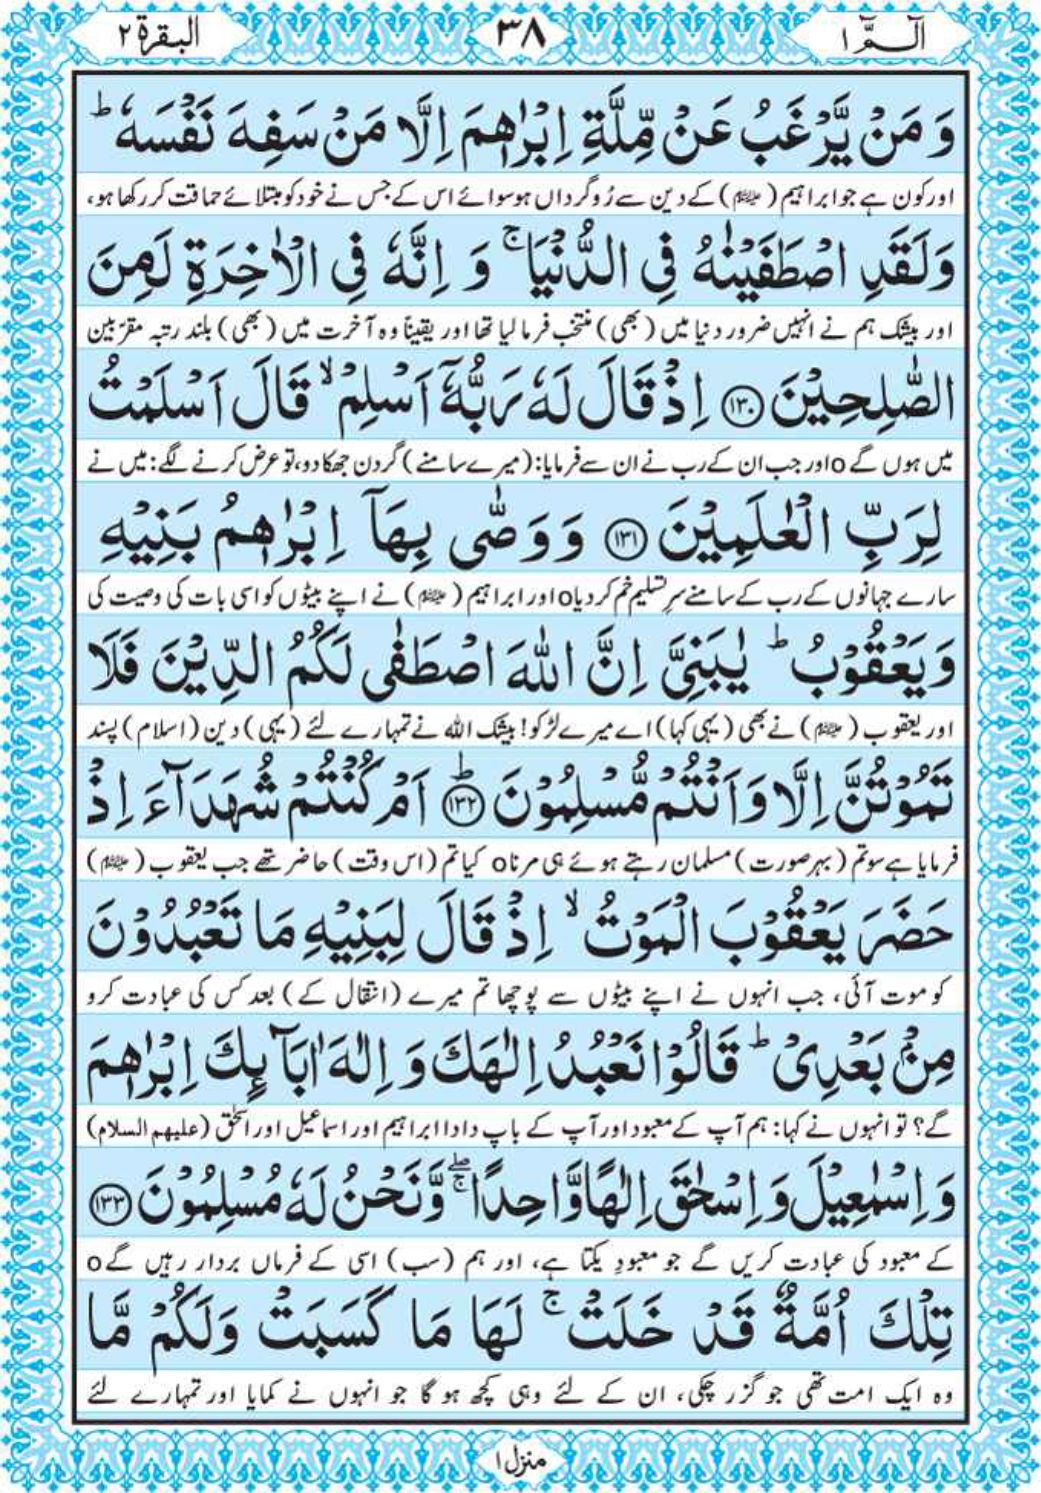 الٓمّٓ ١
٣٨
البقرة ٢
وَ مَنْ یَّرْغَبُ عَنْ مِّلَّةِ اِبْرٰهٖمَ اِلَّا مَنْ سَفِهَ نَفْسَهٗ ؕ
اور کون ہے جو ابراہیم (علیہ السلام) کے دین سے رُوگرداں ہو سوائے اس کے جس نے خود کو مبتلائے حماقت کر رکھا ہو،
وَلَقَدِ اصْطَفَیْنٰهُ فِی الدُّنْیَا ۚ وَ اِنَّهٗ فِی الْاٰخِرَةِ لَمِنَ
اور بیشک ہم نے انہیں ضرور دنیا میں (بھی) منتخب فرما لیا تھا اور یقیناً وہ آخرت میں (بھی) بلند رتبہ مقرّبین
الصّٰلِحِیْنَ ﴿۱۳۰﴾ اِذْ قَالَ لَهٗ رَبُّهٗۤ اَسْلِمْ ۙ قَالَ اَسْلَمْتُ
میں ہوں گے o اور جب ان کے رب نے ان سے فرمایا: (میرے سامنے) گردن جھکا دو، تو عرض کرنے لگے: میں نے
لِرَبِّ الْعٰلَمِیْنَ ﴿۱۳۱﴾ وَوَصّٰی بِهَاۤ اِبْرٰهٖمُ بَنِیْهِ
سارے جہانوں کے رب کے سامنے سرِ تسلیم خم کر دیا o اور ابراہیم (علیہ السلام) نے اپنے بیٹوں کو اسی بات کی وصیت کی
وَیَعْقُوْبُ ؕ یٰبَنِیَّ اِنَّ اللّٰهَ اصْطَفٰی لَکُمُ الدِّیْنَ فَلَا
اور یعقوب (علیہ السلام) نے بھی (یہی کہا) اے میرے لڑکو! بیشک اللہ نے تمہارے لئے (یہی) دین (اسلام) پسند
تَمُوْتُنَّ اِلَّا وَاَنْتُمْ مُّسْلِمُوْنَ ﴿۱۳۲﴾ؕ اَمْ کُنْتُمْ شُهَدَآءَ اِذْ
فرمایا ہے سو تم (بہرصورت) مسلمان رہتے ہوئے ہی مرنا o کیا تم (اس وقت) حاضر تھے جب یعقوب (علیہ السلام)
حَضَرَ یَعْقُوْبَ الْمَوْتُ ۙ اِذْ قَالَ لِبَنِیْهِ مَا تَعْبُدُوْنَ
کو موت آئی، جب انہوں نے اپنے بیٹوں سے پوچھا تم میرے (انتقال کے) بعد کس کی عبادت کرو
مِنْۢ بَعْدِیْ ؕ قَالُوْا نَعْبُدُ اِلٰهَكَ وَ اِلٰهَ اٰبَآىِٕكَ اِبْرٰهٖمَ
گے؟ تو انہوں نے کہا: ہم آپ کے معبود اور آپ کے باپ دادا ابراہیم اور اسماعیل اور اسحٰق (علیھم السلام)
وَ اِسْمٰعِیْلَ وَ اِسْحٰقَ اِلٰهًا وَّاحِدًا ۖۚ وَّنَحْنُ لَهٗ مُسْلِمُوْنَ ﴿۱۳۳﴾
کے معبود کی عبادت کریں گے جو معبودِ یکتا ہے، اور ہم (سب) اسی کے فرماں بردار رہیں گے o
تِلْكَ اُمَّةٌ قَدْ خَلَتْ ۚ لَهَا مَا کَسَبَتْ وَلَکُمْ مَّا
وہ ایک امت تھی جو گزر چکی، ان کے لئے وہی کچھ ہو گا جو انہوں نے کمایا اور تمہارے لئے
منزل ١